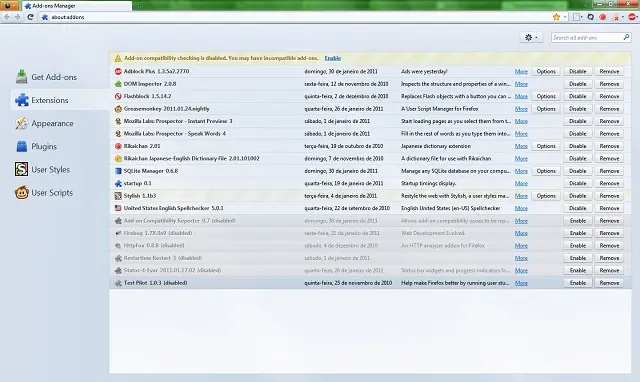 Add-ons Manager
about:addons
Search all add-ons
Add-on compatibility checking is disabled. You may have incompatible add-ons. Enable
Get Add-ons
Extensions
Appearance
Plugins
User Styles
User Scripts
Adblock Plus 1.3.5a2.2770 domingo, 30 de janeiro de 2011 Ads were yesterday! More Options Disable Remove
DOM Inspector 2.0.8 sexta-feira, 12 de novembro de 2010 Inspects the structure and properties of a win... More Options Disable Remove
Flashblock 1.5.14.2 quinta-feira, 2 de dezembro de 2010 Replaces Flash objects with a button you can ... More Options Disable Remove
Greasemonkey 2011.01.24.nightly quarta-feira, 26 de janeiro de 2011 A User Script Manager for Firefox More Options Disable Remove
Mozilla Labs: Prospector - Instant Preview 3 sábado, 1 de janeiro de 2011 Start loading pages as you select them from t... More Disable Remove
Mozilla Labs: Prospector - Speak Words 4 sábado, 1 de janeiro de 2011 Fill in the rest of words as you type them into... More Disable Remove
Rikaichan 2.01 terça-feira, 19 de outubro de 2010 Japanese dictionary extension More Options Disable Remove
Rikaichan Japanese-English Dictionary File 2.01.101002 domingo, 7 de novembro de 2010 A dictionary file for use with Rikaichan More Disable Remove
SQLite Manager 0.6.8 domingo, 30 de janeiro de 2011 Manage any SQLite database on your compu... More Options Disable Remove
startup 0.1 quarta-feira, 19 de janeiro de 2011 Startup timings display. More Disable Remove
Stylish 1.1b3 terça-feira, 4 de janeiro de 2011 Restyle the web with Stylish, a user styles ma... More Options Disable Remove
United States English Spellchecker 5.0.1 quarta-feira, 22 de setembro de 2010 English United States (en-US) Spellchecker More Disable Remove
Add-on Compatibility Reporter 0.7 (disabled) domingo, 30 de janeiro de 2011 Allows add-on compatibility issues to be rep... More Enable Remove
Firebug 1.7X.0a9 (disabled) sexta-feira, 21 de janeiro de 2011 Web Development Evolved. More Enable Remove
HttpFox 0.8.8 (disabled) sábado, 4 de dezembro de 2010 An HTTP analyzer addon for Firefox More Enable Remove
Restartless Restart 3 (disabled) sábado, 1 de janeiro de 2011 More Enable Remove
Status-4-Evar 2011.01.17.02 (disabled) quarta-feira, 26 de janeiro de 2011 Status bar widgets and progress indicators fo... More Enable Remove
Test Pilot 1.0.3 (disabled) quinta-feira, 25 de novembro de 2010 Help make Firefox better by running user stu... More Enable Remove